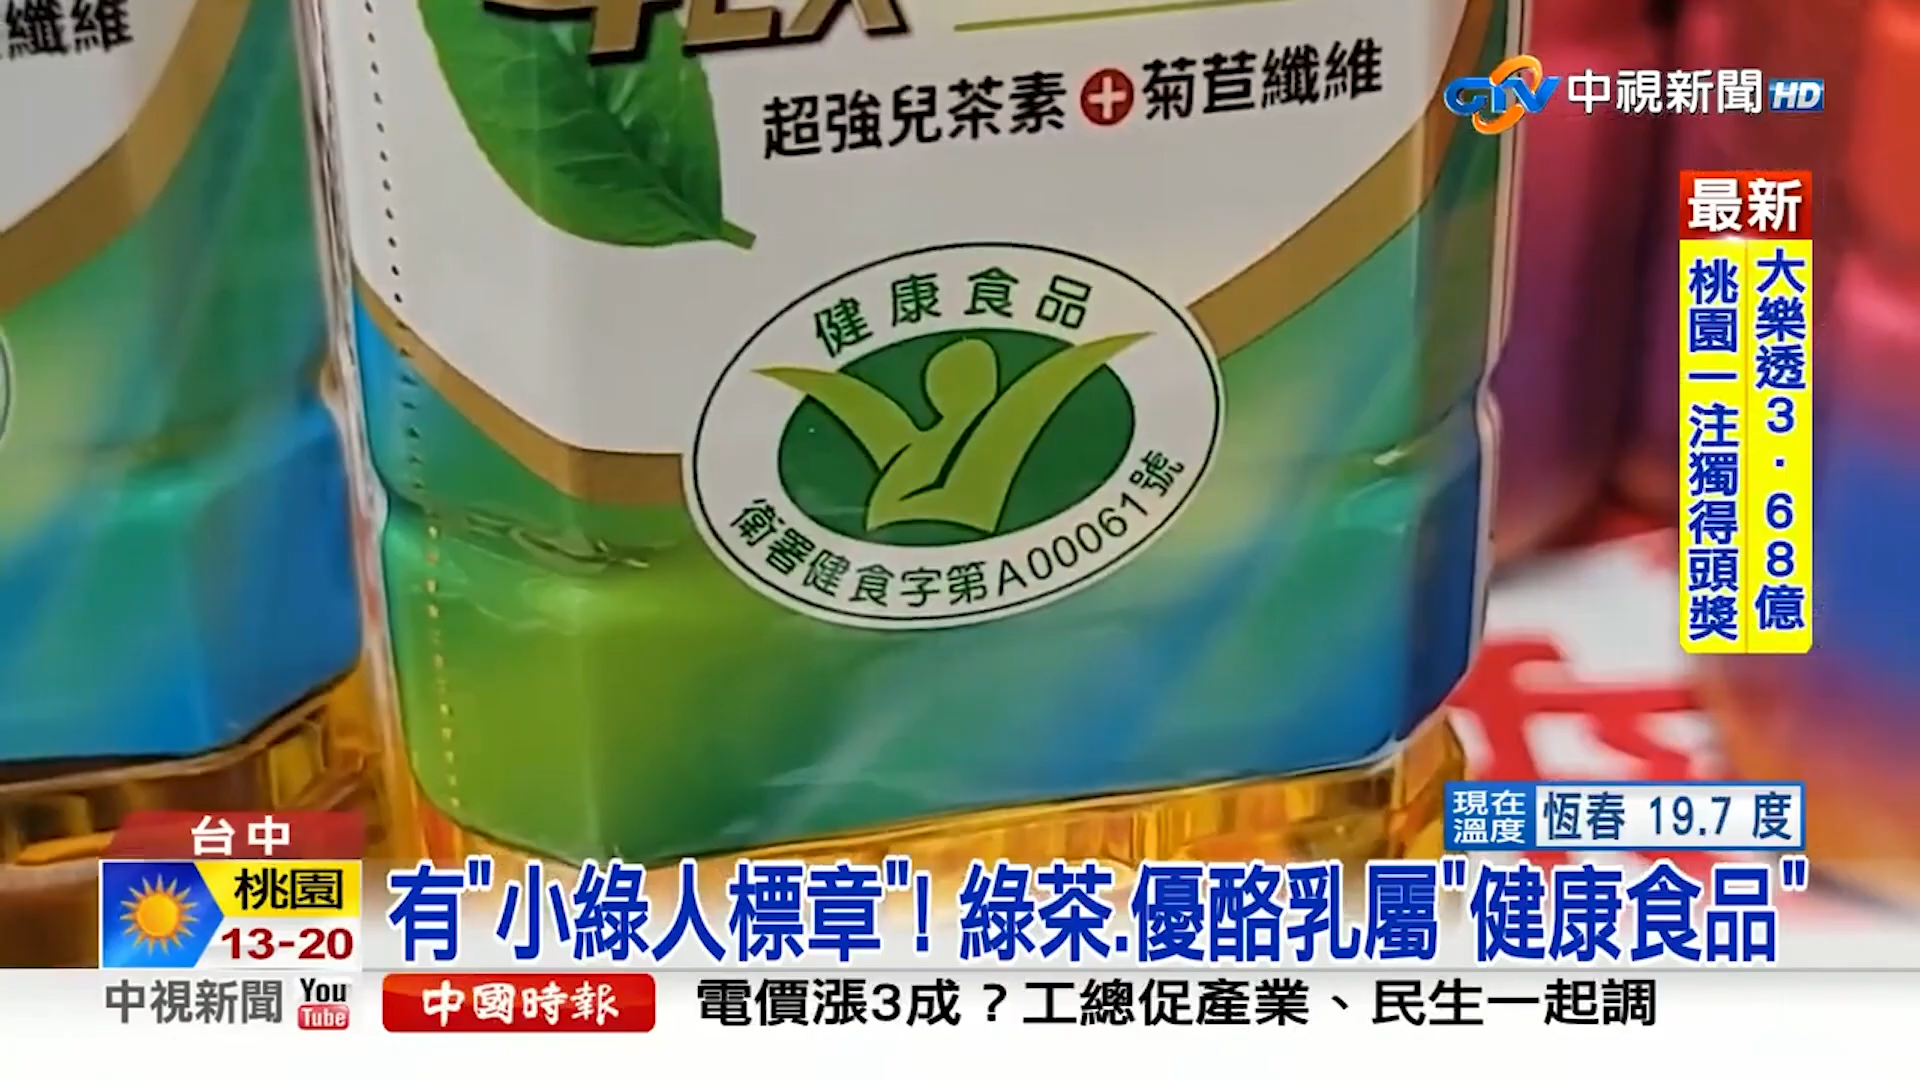 纖維
超強兒茶素+菊苣纖維
健康食品
衛署健食字第A00061號
CTV 中視新聞 HD
最新
大樂透3.68億
桃園一注獨得頭獎
現在溫度
恆春 19.7 度
台中
桃園
13-20
有"小綠人標章"! 綠茶.優酪乳屬"健康食品"
中視新聞 YouTube
中國時報
電價漲3成?工總促產業、民生一起調